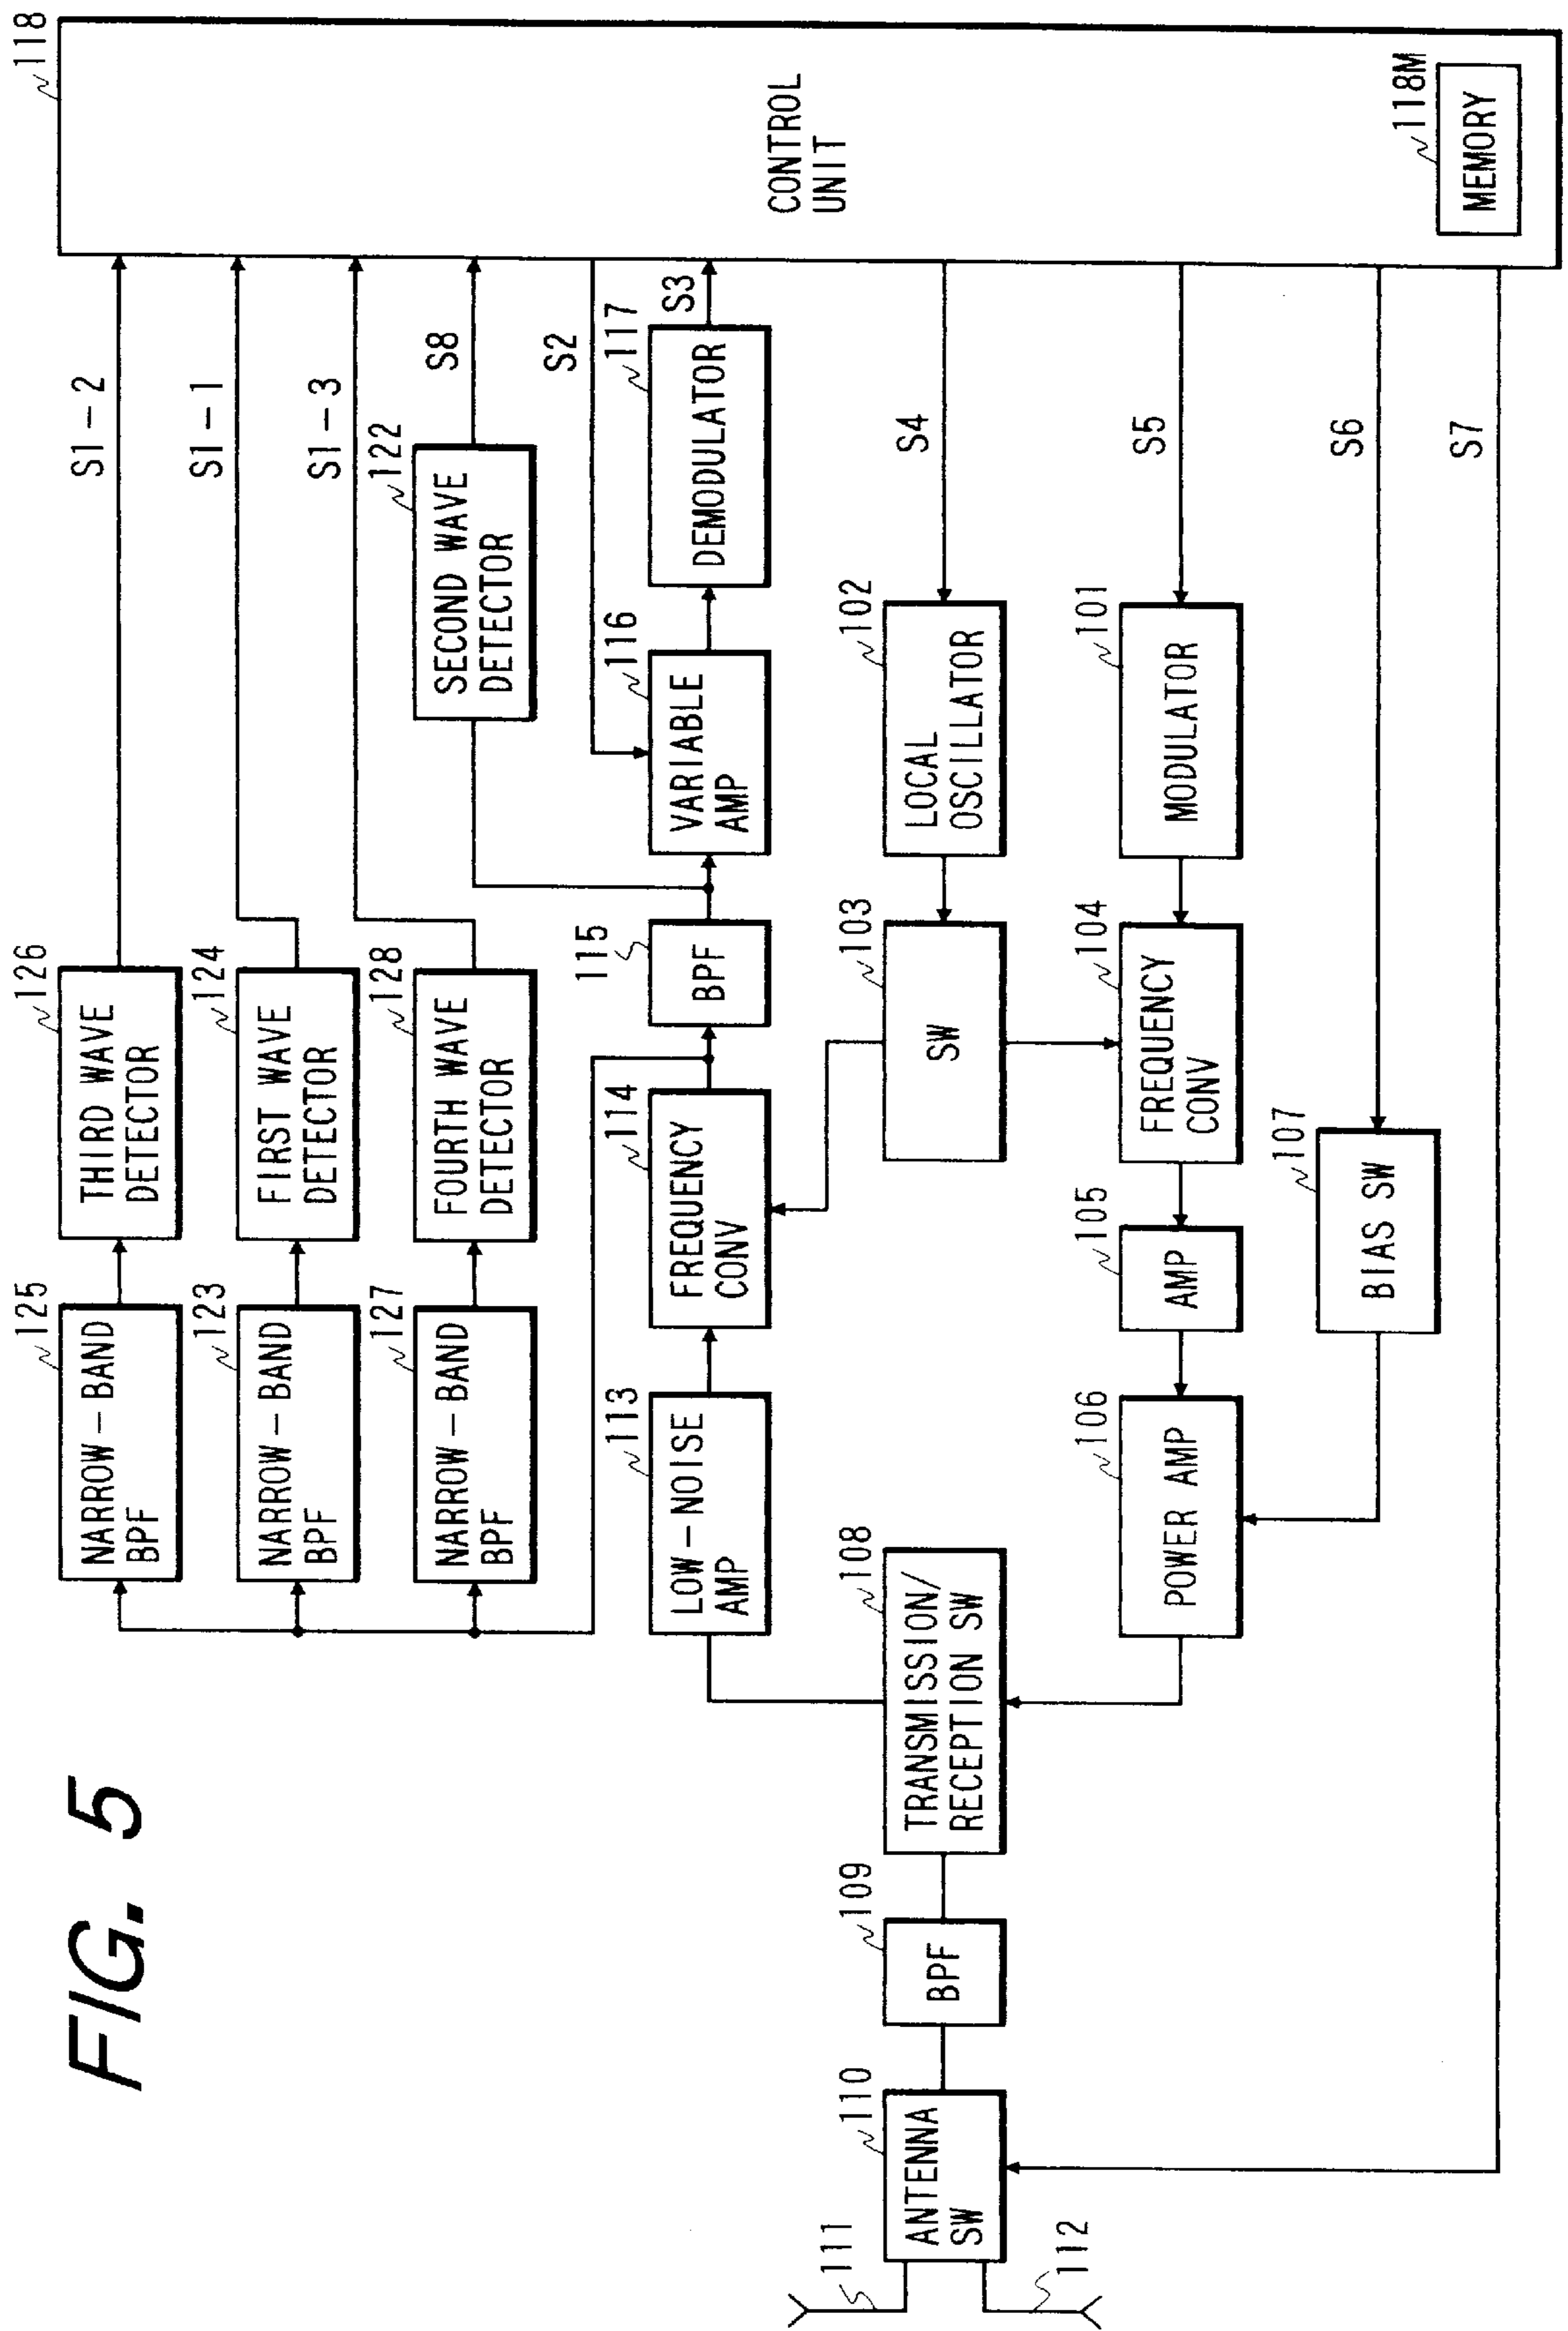 FIG. 5
125
NARROW-BAND
BPF
126
THIRD WAVE
DETECTOR
S1-2
118
CONTROL
UNIT
118M
MEMORY
123
NARROW-BAND
BPF
124
FIRST WAVE
DETECTOR
S1-1
127
NARROW-BAND
BPF
128
FOURTH WAVE
DETECTOR
S1-3
122
SECOND WAVE
DETECTOR
S8
S2
113
LOW-NOISE
AMP
114
FREQUENCY
CONV
115
BPF
116
VARIABLE
AMP
117
DEMODULATOR
S3
111
112
110
ANTENNA
SW
109
BPF
108
TRANSMISSION/
RECEPTION SW
103
SW
102
LOCAL
OSCILLATOR
S4
106
POWER AMP
105
AMP
104
FREQUENCY
CONV
101
MODULATOR
S5
107
BIAS SW
S6
S7